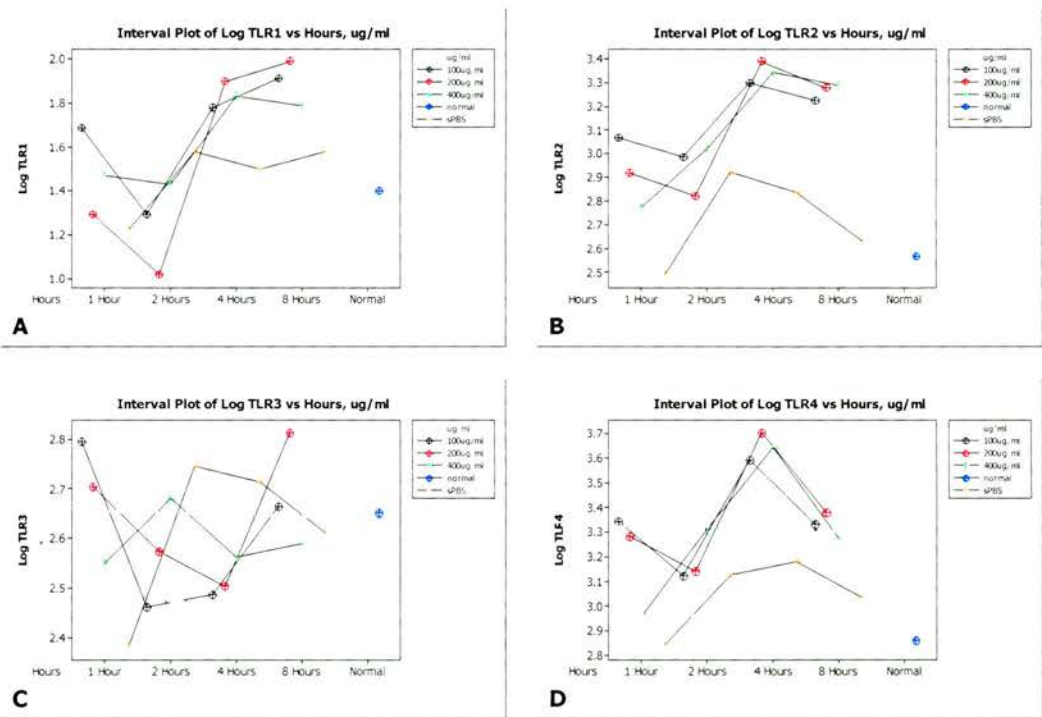 Interval Plot of Log TLR1 vs Hours, ug/ml
Log TLR1
2.0
1.8
1.6
1.4
1.2
1.0
Hours 1 Hour 2 Hours 4 Hours 8 Hours Normal
ug/ml
100ug/ml
200ug/ml
400ug/ml
normal
sPBS
A
Interval Plot of Log TLR2 vs Hours, ug/ml
Log TLR2
3.4
3.3
3.2
3.1
3.0
2.9
2.8
2.7
2.6
2.5
Hours 1 Hour 2 Hours 4 Hours 8 Hours Normal
ug/ml
100ug/ml
200ug/ml
400ug/ml
normal
sPBS
B
Interval Plot of Log TLR3 vs Hours, ug/ml
Log TLR3
2.8
2.7
2.6
2.5
2.4
Hours 1 Hour 2 Hours 4 Hours 8 Hours Normal
ug/ml
100ug/ml
200ug/ml
400ug/ml
normal
sPBS
C
Interval Plot of Log TLR4 vs Hours, ug/ml
Log TLR4
3.7
3.6
3.5
3.4
3.3
3.2
3.1
3.0
2.9
2.8
Hours 1 Hour 2 Hours 4 Hours 8 Hours Normal
ug/ml
100ug/ml
200ug/ml
400ug/ml
normal
sPBS
D